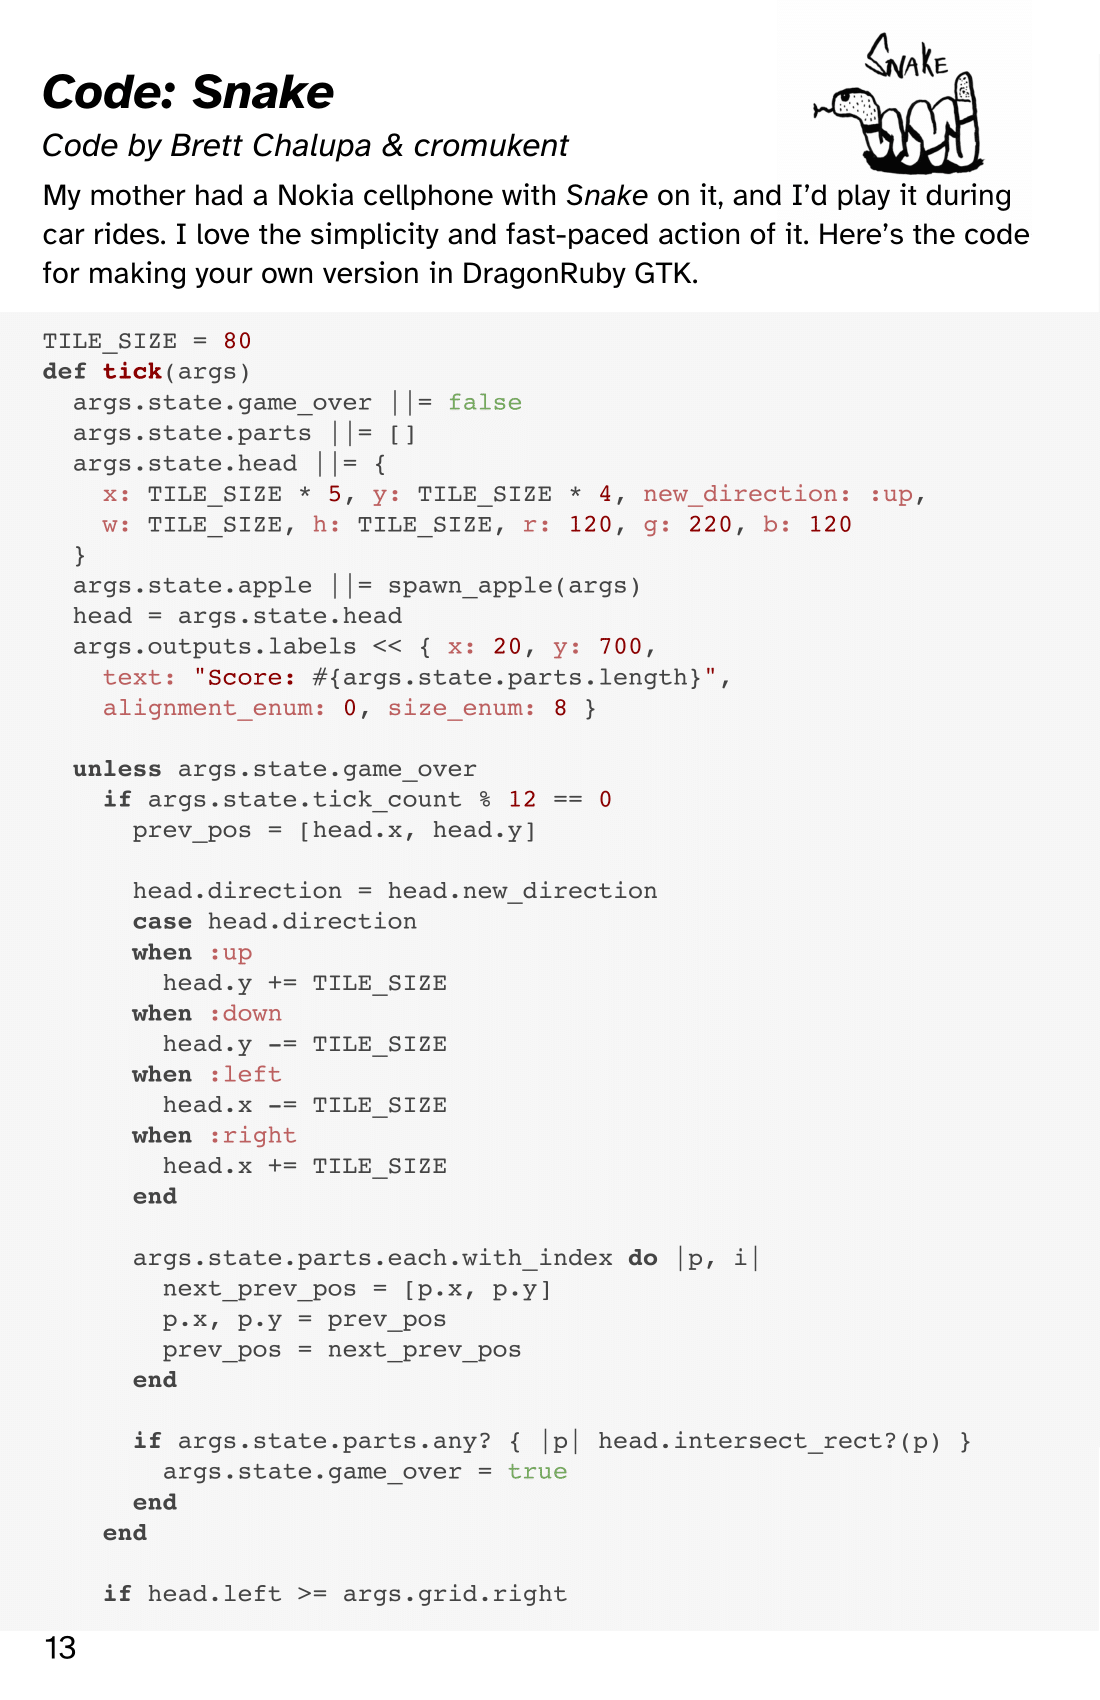 SNAKE
Code: Snake
Code by Brett Chalupa & cromukent
My mother had a Nokia cellphone with Snake on it, and I’d play it during
car rides. I love the simplicity and fast-paced action of it. Here’s the code
for making your own version in DragonRuby GTK.
TILE_SIZE = 80
def tick(args)
  args.state.game_over ||= false
  args.state.parts ||= []
  args.state.head ||= {
    x: TILE_SIZE * 5, y: TILE_SIZE * 4, new_direction: :up,
    w: TILE_SIZE, h: TILE_SIZE, r: 120, g: 220, b: 120
  }
  args.state.apple ||= spawn_apple(args)
  head = args.state.head
  args.outputs.labels << { x: 20, y: 700,
    text: "Score: #{args.state.parts.length}",
    alignment_enum: 0, size_enum: 8 }

  unless args.state.game_over
    if args.state.tick_count % 12 == 0
      prev_pos = [head.x, head.y]

      head.direction = head.new_direction
      case head.direction
      when :up
        head.y += TILE_SIZE
      when :down
        head.y -= TILE_SIZE
      when :left
        head.x -= TILE_SIZE
      when :right
        head.x += TILE_SIZE
      end

      args.state.parts.each.with_index do |p, i|
        next_prev_pos = [p.x, p.y]
        p.x, p.y = prev_pos
        prev_pos = next_prev_pos
      end

      if args.state.parts.any? { |p| head.intersect_rect?(p) }
        args.state.game_over = true
      end
    end

    if head.left >= args.grid.right
13